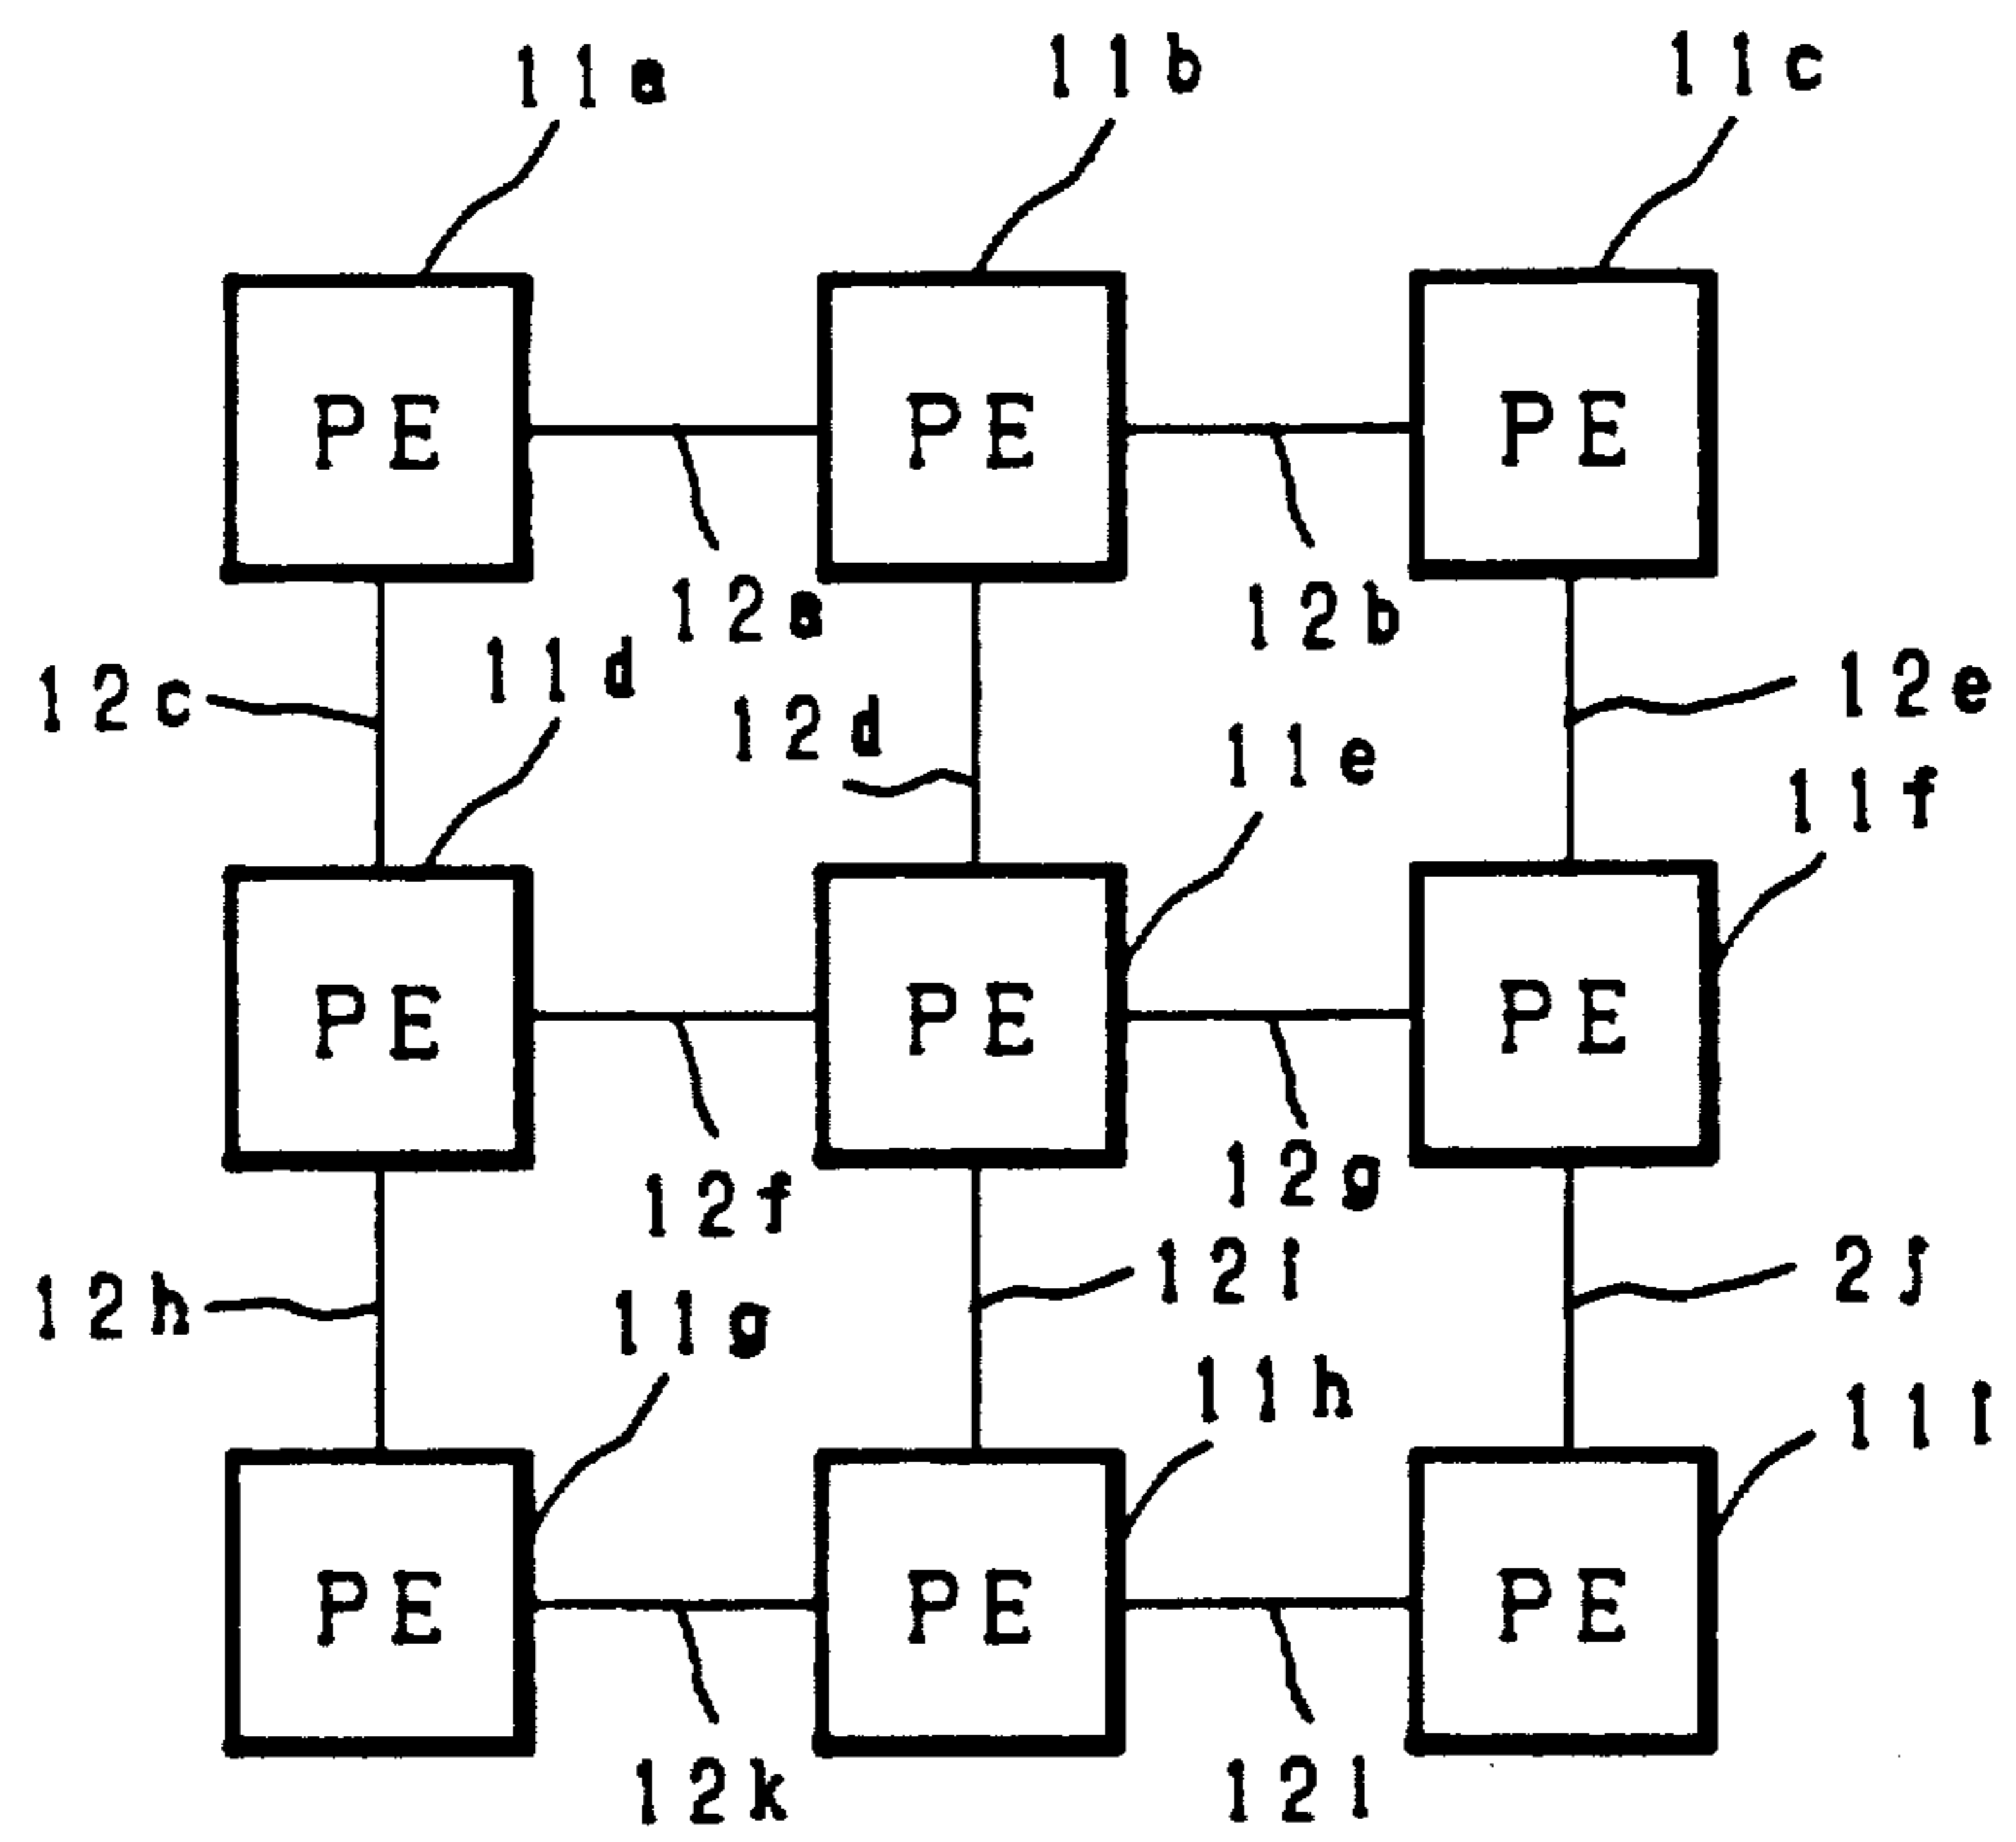 11a 11b 11c
PE PE PE
12a 12b
12c 11d 12d 11e 12e
11f
PE PE PE
12f 12g
12h 11g 12i 2j
11h 11i
PE PE PE
12k 12l